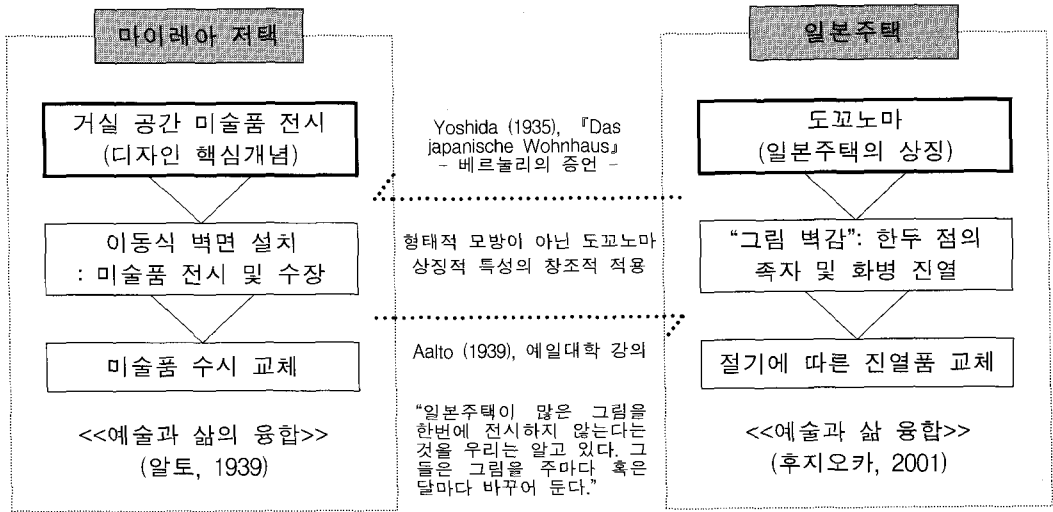 마이레아 저택
거실 공간 미술품 전시
(디자인 핵심개념)
이동식 벽면 설치
: 미술품 전시 및 수장
미술품 수시 교체
<<예술과 삶의 융합>>
(알토, 1939)
Yoshida (1935), 『Das
japanische Wohnhaus』
- 베르눌리의 증언 -
형태적 모방이 아닌 도꼬노마
상징적 특성의 창조적 적용
Aalto (1939), 예일대학 강의
“일본주택이 많은 그림을
한번에 전시하지 않는다는
것을 우리는 알고 있다. 그
들은 그림을 주마다 혹은
달마다 바꾸어 둔다.”
일본주택
도꼬노마
(일본주택의 상징)
“그림 벽감”: 한두 점의
족자 및 화병 진열
절기에 따른 진열품 교체
<<예술과 삶 융합>>
(후지오카, 2001)